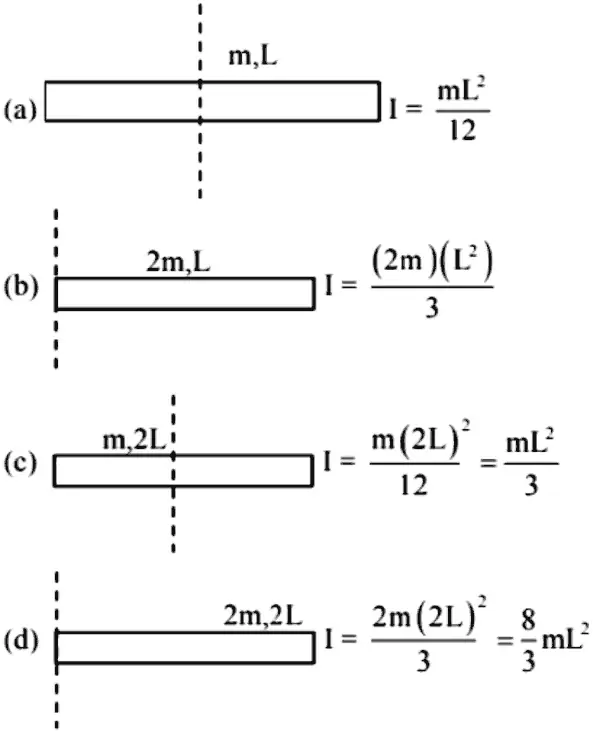 m,L
(a) I = mL²/12
2m,L
(b) I = (2m)(L²)/3
m,2L
(c) I = m(2L)²/12 = mL²/3
2m,2L
(d) I = 2m(2L)²/3 = 8/3 mL²